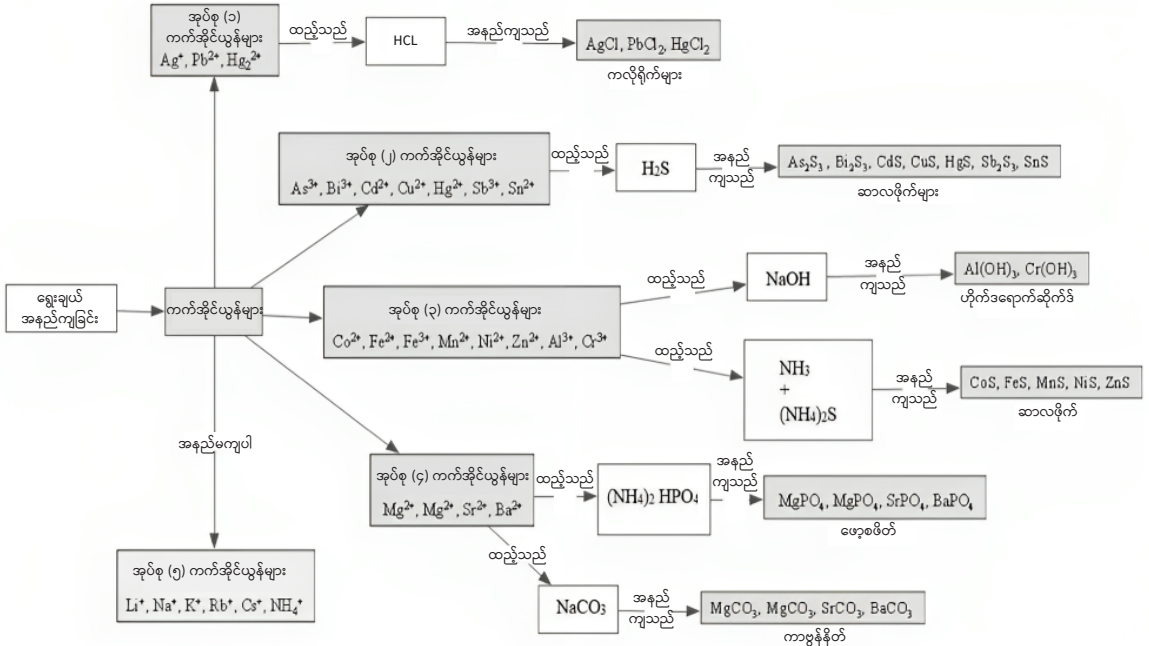 အုပ်စု (၁)
ကက်အိုင်ယွန်များ
Ag⁺, Pb²⁺, Hg₂²⁺
ထည့်သည်
HCL
အနည်ကျသည်
AgCl, PbCl₂, HgCl₂
ကလိုရိုက်များ
အုပ်စု (၂) ကက်အိုင်ယွန်များ
As³⁺, Bi³⁺, Cd²⁺, Cu²⁺, Hg²⁺, Sb³⁺, Sn²⁺
ထည့်သည်
H₂S
အနည်
ကျသည်
As₂S₃, Bi₂S₃, CdS, CuS, HgS, Sb₂S₃, SnS
ဆာလဖိုက်များ
ရွေးချယ်
အနည်ကျခြင်း
ကက်အိုင်ယွန်များ
အုပ်စု (၃) ကက်အိုင်ယွန်များ
Co²⁺, Fe²⁺, Fe³⁺, Mn²⁺, Ni²⁺, Zn²⁺, Al³⁺, Cr³⁺
ထည့်သည်
NaOH
အနည်
ကျသည်
Al(OH)₃, Cr(OH)₃
ဟိုက်ဒရောက်ဆိုက်ဒ်
ထည့်သည်
NH₃
+
(NH₄)₂S
အနည်
ကျသည်
CoS, FeS, MnS, NiS, ZnS
ဆာလဖိုက်
အနည်မကျပါ
အုပ်စု (၄) ကက်အိုင်ယွန်များ
Mg²⁺, Mg²⁺, Sr²⁺, Ba²⁺
ထည့်သည်
(NH₄)₂ HPO₄
အနည်
ကျသည်
MgPO₄, MgPO₄, SrPO₄, BaPO₄
ဖော့စဖိတ်
ထည့်သည်
NaCO₃
အနည်
ကျသည်
MgCO₃, MgCO₃, SrCO₃, BaCO₃
ကာဗွန်နိတ်
အုပ်စု (၅) ကက်အိုင်ယွန်များ
Li⁺, Na⁺, K⁺, Rb⁺, Cs⁺, NH₄⁺